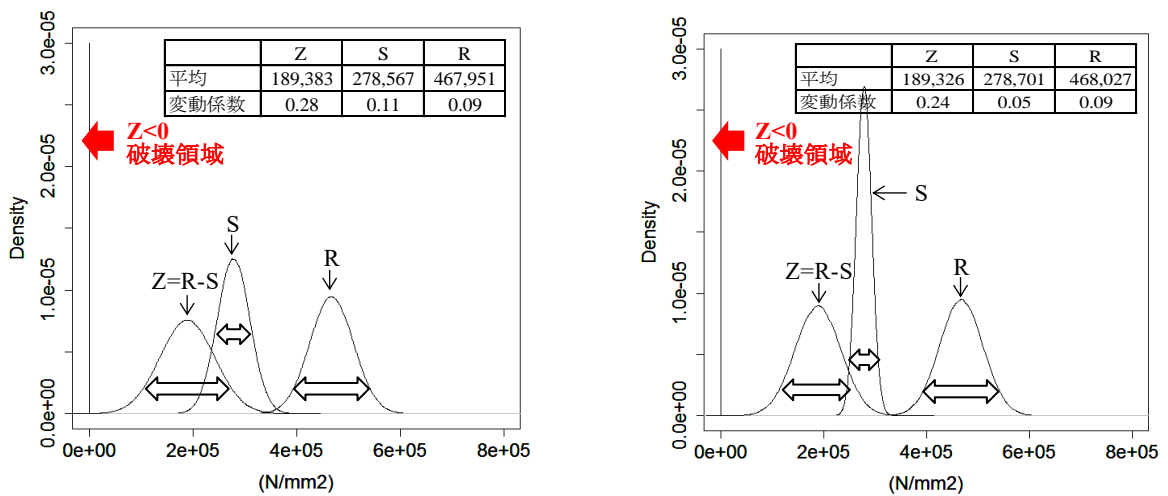 Z S R
平均 189,383 278,567 467,951
変動係数 0.28 0.11 0.09
Z<0
破壊領域
S
R
Z=R-S
Density
0.0e+00 1.0e-05 2.0e-05 3.0e-05
0e+00 2e+05 4e+05 6e+05 8e+05
(N/mm2)
Z S R
平均 189,326 278,701 468,027
変動係数 0.24 0.05 0.09
Z<0
破壊領域
S
Z=R-S
R
Density
0.0e+00 1.0e-05 2.0e-05 3.0e-05
0e+00 2e+05 4e+05 6e+05 8e+05
(N/mm2)